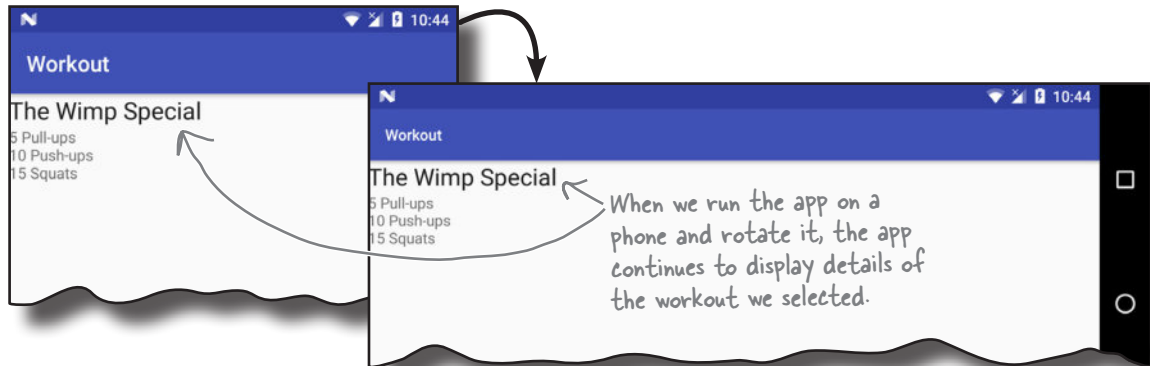 10:44
Workout
The Wimp Special
5 Pull-ups
10 Push-ups
15 Squats
10:44
Workout
The Wimp Special
5 Pull-ups
10 Push-ups
15 Squats
When we run the app on a
phone and rotate it, the app
continues to display details of
the workout we selected.